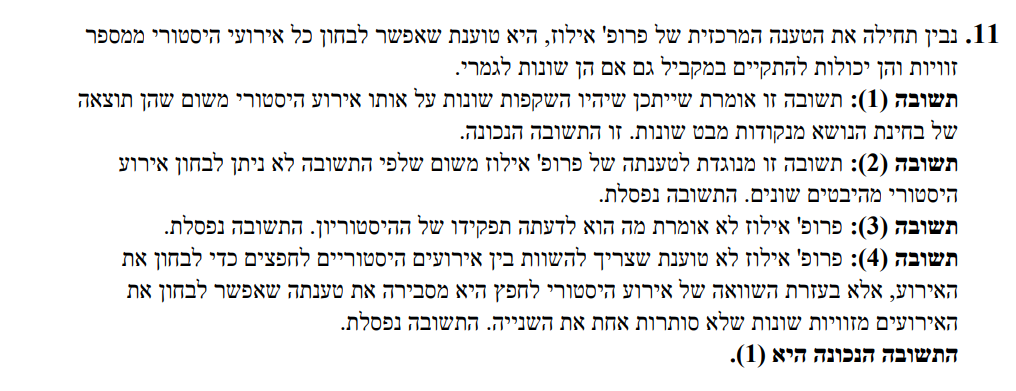 11. נבין תחילה את הטענה המרכזית של פרופ' אילוז, היא טוענת שאפשר לבחון כל אירועי היסטורי ממספר
זוויות והן יכולות להתקיים במקביל גם אם הן שונות לגמרי.
תשובה (1): תשובה זו אומרת שייתכן שיהיו השקפות שונות על אותו אירוע היסטורי משום שהן תוצאה
של בחינת הנושא מנקודות מבט שונות. זו התשובה הנכונה.
תשובה (2): תשובה זו מנוגדת לטענתה של פרופ' אילוז משום שלפי התשובה לא ניתן לבחון אירוע
היסטורי מהיבטים שונים. התשובה נפסלת.
תשובה (3): פרופ' אילוז לא אומרת מה הוא לדעתה תפקידו של ההיסטוריון. התשובה נפסלת.
תשובה (4): פרופ' אילוז לא טוענת שצריך להשוות בין אירועים היסטוריים לחפצים כדי לבחון את
האירוע, אלא בעזרת השוואה של אירוע היסטורי לחפץ היא מסבירה את טענתה שאפשר לבחון את
האירועים מזוויות שונות שלא סותרות אחת את השנייה. התשובה נפסלת.
התשובה הנכונה היא (1).